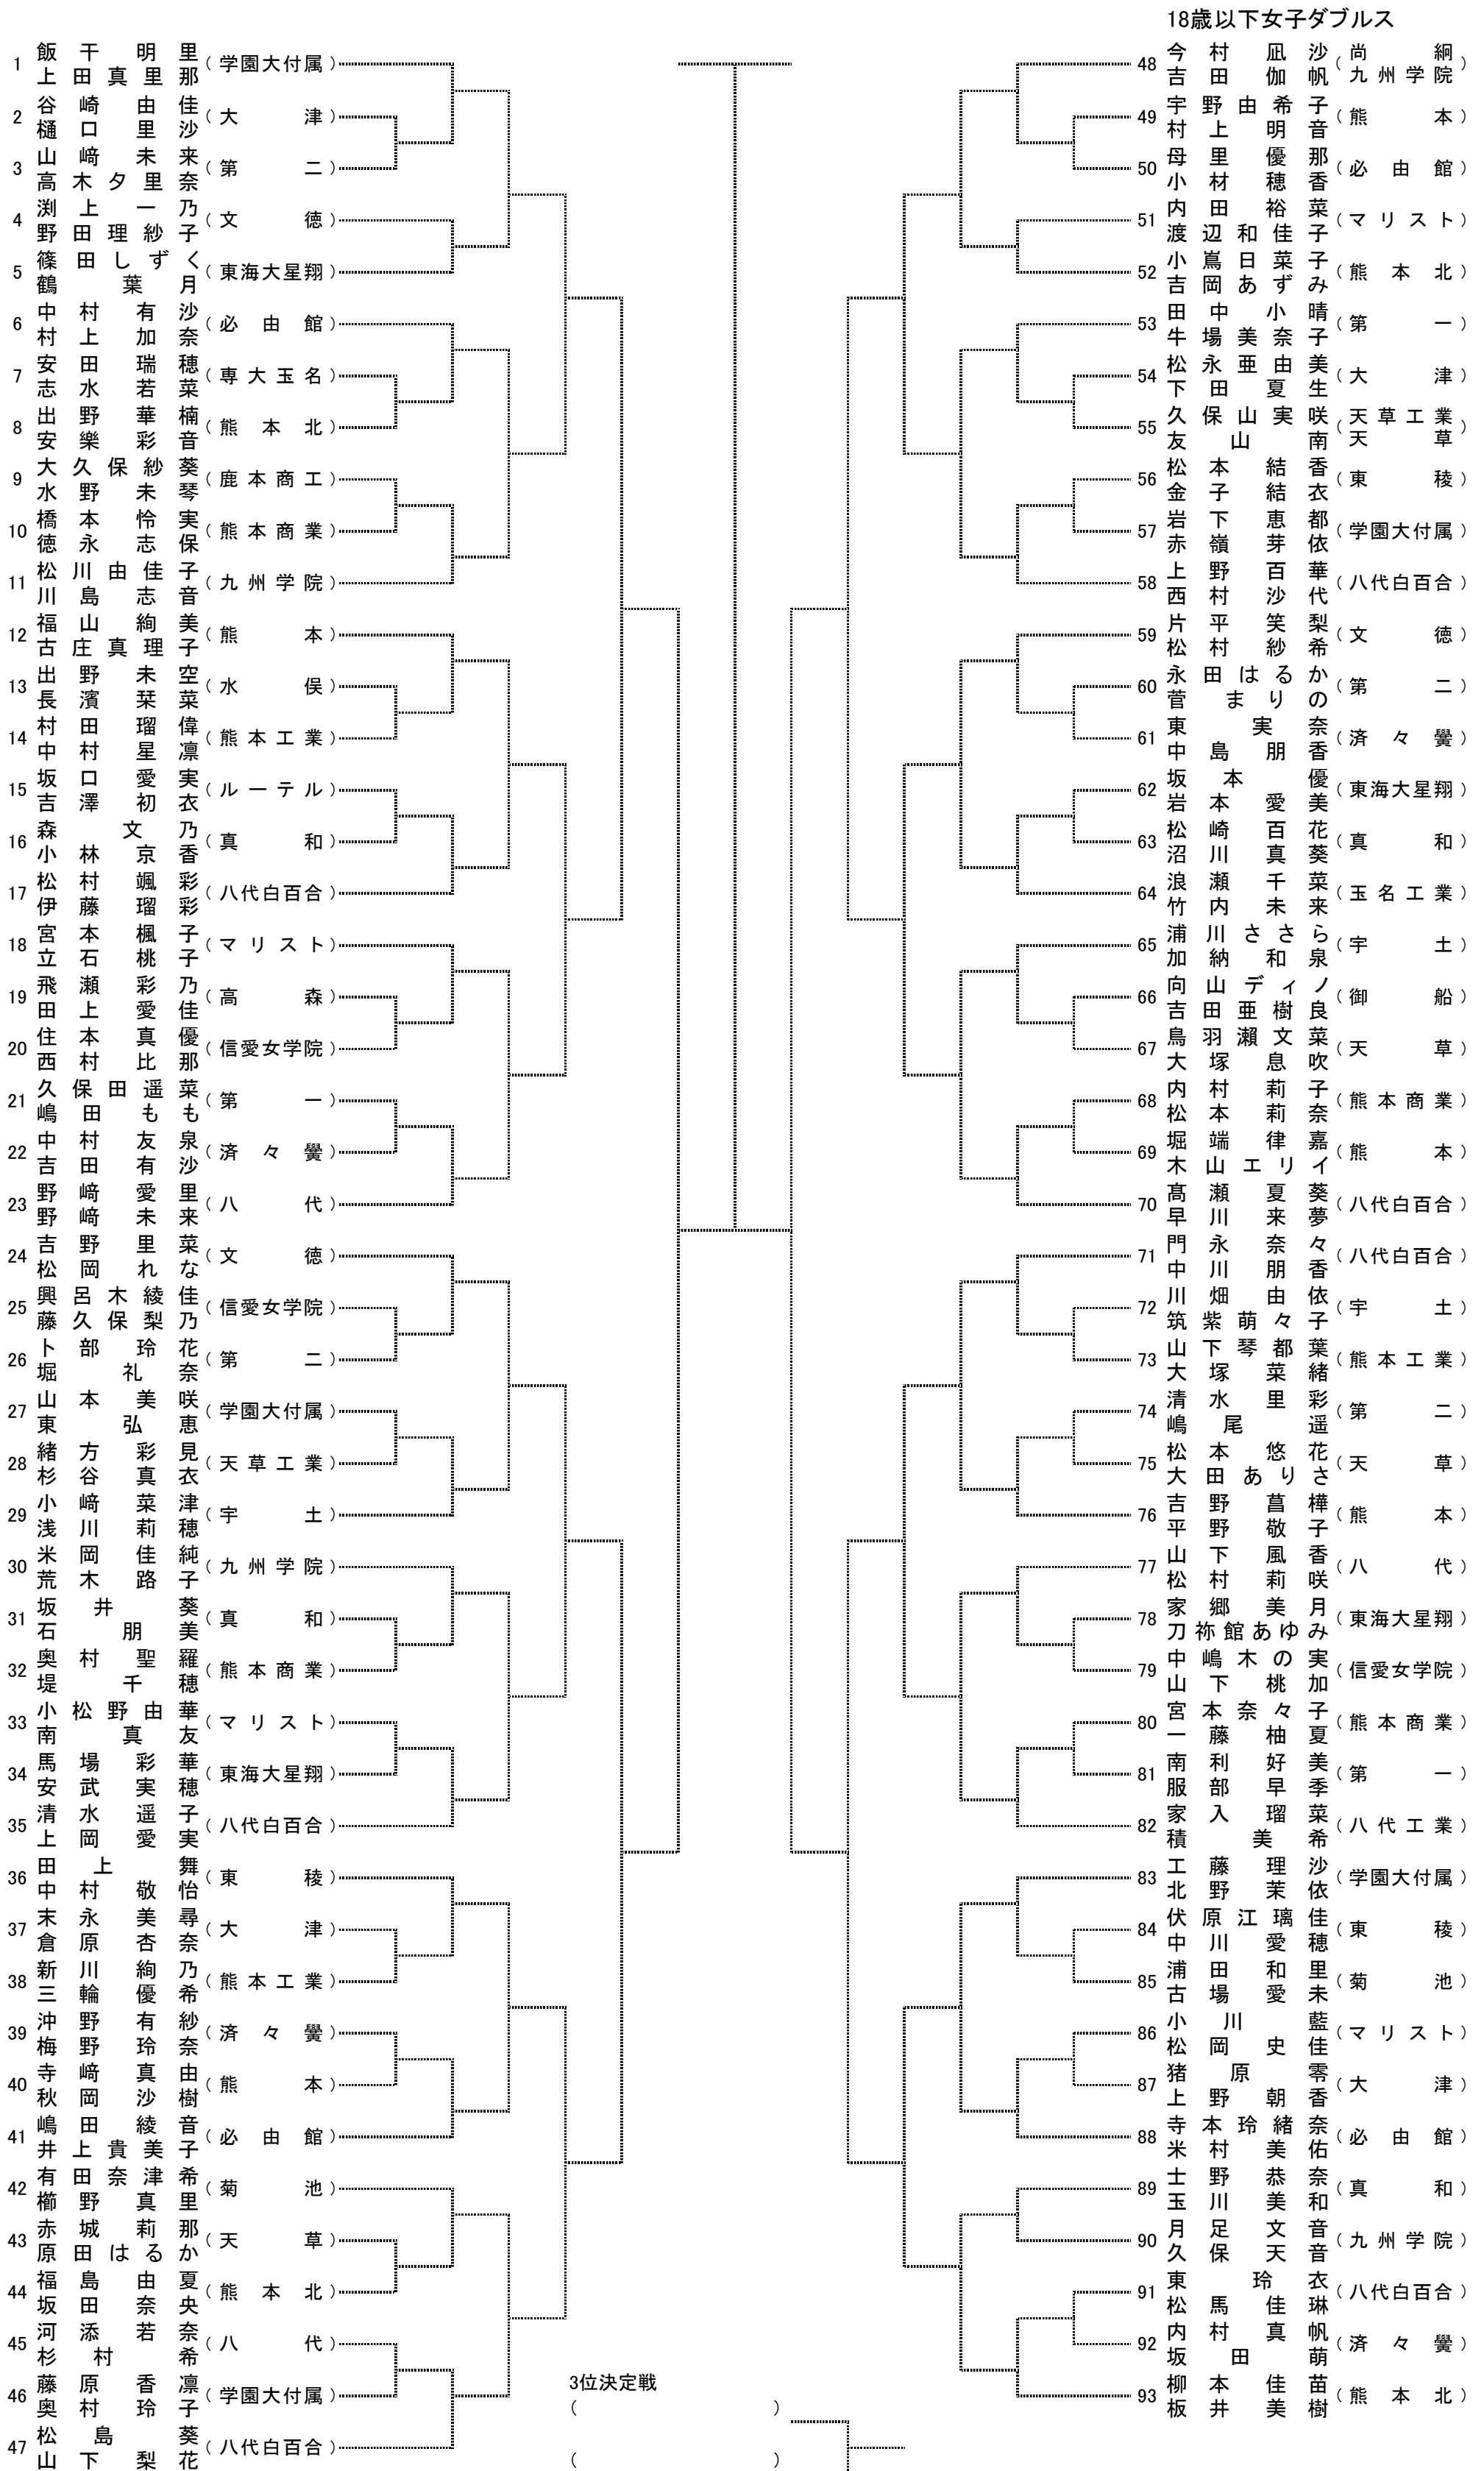 18歳以下女子ダブルス
1 飯干明里 上田真里那 (学園大付属)
2 谷崎由佳 樋口里沙 (大津)
3 山﨑未来 高木夕里奈 (第二)
4 渕上一乃 野田理紗子 (文徳)
5 篠田しずく 鶴葉月 (東海大星翔)
6 中村有沙 村上加奈 (必由館)
7 安田瑞穂 志水若菜 (専大玉名)
8 出野華楠 安樂彩音 (熊本北)
9 大久保紗葵 水野未琴 (鹿本商工)
10 橋本怜実 徳永志保 (熊本商業)
11 松川由佳子 川島志音 (九州学院)
12 福山絢美 古庄真理子 (熊本)
13 出野未空 長濱栞菜 (水俣)
14 村田瑠偉 中村星凛 (熊本工業)
15 坂口愛実 吉澤初衣 (ルーテル)
16 森文乃 小林京香 (真和)
17 松村颯彩 伊藤瑠彩 (八代白百合)
18 宮本楓子 立石桃子 (マリスト)
19 飛瀬彩乃 田上愛佳 (高森)
20 住本真優 西村比那 (信愛女学院)
21 久保田遥菜 嶋田もも (第一)
22 中村友泉 吉田有沙 (済々黌)
23 野﨑愛里 野﨑未来 (八代)
24 吉野里菜 松岡れな (文徳)
25 興呂木綾佳 藤久保梨乃 (信愛女学院)
26 卜部玲花 堀礼奈 (第二)
27 山本美咲 東弘恵 (学園大付属)
28 緒方彩見 杉谷真衣 (天草工業)
29 小﨑菜津 浅川莉穂 (宇土)
30 米岡佳純 荒木路子 (九州学院)
31 坂井葵 石朋美 (真和)
32 奥村聖羅 堤千穂 (熊本商業)
33 小松野由華 南真友 (マリスト)
34 馬場彩華 安武実穂 (東海大星翔)
35 清水遥子 上岡愛実 (八代白百合)
36 田上舞 中村敬怡 (東稜)
37 末永美尋 倉原杏奈 (大津)
38 新川絢乃 三輪優希 (熊本工業)
39 沖野有紗 梅野玲奈 (済々黌)
40 寺﨑真由 秋岡沙樹 (熊本)
41 嶋田綾音 井上貴美子 (必由館)
42 有田奈津希 櫛野真里 (菊池)
43 赤城莉那 原田はるか (天草)
44 福島由夏 坂田奈央 (熊本北)
45 河添若奈 杉村希 (八代)
46 藤原香凛 奥村玲子 (学園大付属)
47 松島葵 山下梨花 (八代白百合)
48 今村凪沙 吉田伽帆 (尚絅 九州学院)
49 宇野由希子 村上明音 (熊本)
50 母里優那 小材穂香 (必由館)
51 内田裕菜 渡辺和佳子 (マリスト)
52 小嶌日菜子 吉岡あずみ (熊本北)
53 田中小晴 牛場美奈子 (第一)
54 松永亜由美 下田夏生 (大津)
55 久保山実咲 友山南 (天草工業 天草)
56 松本結香 金子結衣 (東稜)
57 岩下恵都 赤嶺芽依 (学園大付属)
58 上野百華 西村沙代 (八代白百合)
59 片平笑梨 松村紗希 (文徳)
60 永田はるか 菅まりの (第二)
61 東実奈 中島朋香 (済々黌)
62 坂本優 岩本愛美 (東海大星翔)
63 松崎百花 沼川真葵 (真和)
64 浪瀬千菜 竹内未来 (玉名工業)
65 浦川ささら 加納和泉 (宇土)
66 向山ディノ 吉田亜樹良 (御船)
67 鳥羽瀬文菜 大塚息吹 (天草)
68 内村莉子 松本莉奈 (熊本商業)
69 堀端律嘉 木山エリイ (熊本)
70 髙瀬夏葵 早川来夢 (八代白百合)
71 門永奈々 中川朋香 (八代白百合)
72 川畑由依 筑紫萌々子 (宇土)
73 山下琴都葉 大塚菜緒 (熊本工業)
74 清水里彩 嶋尾遥 (第二)
75 松本悠花 大田ありさ (天草)
76 吉野菖樺 平野敬子 (熊本)
77 山下風香 松村莉咲 (八代)
78 家郷美月 刀祢館あゆみ (東海大星翔)
79 中嶋木の実 山下桃加 (信愛女学院)
80 宮本奈々子 一藤柚夏 (熊本商業)
81 南利好美 服部早季 (第一)
82 家入瑠菜 積美希 (八代工業)
83 工藤理沙 北野茉依 (学園大付属)
84 伏原江璃佳 中川愛穂 (東稜)
85 浦田和里 古場愛未 (菊池)
86 小川藍 松岡史佳 (マリスト)
87 猪原零 上野朝香 (大津)
88 寺本玲緒奈 米村美佑 (必由館)
89 士野恭奈 玉川美和 (真和)
90 月足文音 久保天音 (九州学院)
91 東玲衣 松馬佳琳 (八代白百合)
92 内村真帆 坂田萌 (済々黌)
93 柳本佳苗 板井美樹 (熊本北)
3位決定戦
( )
( )